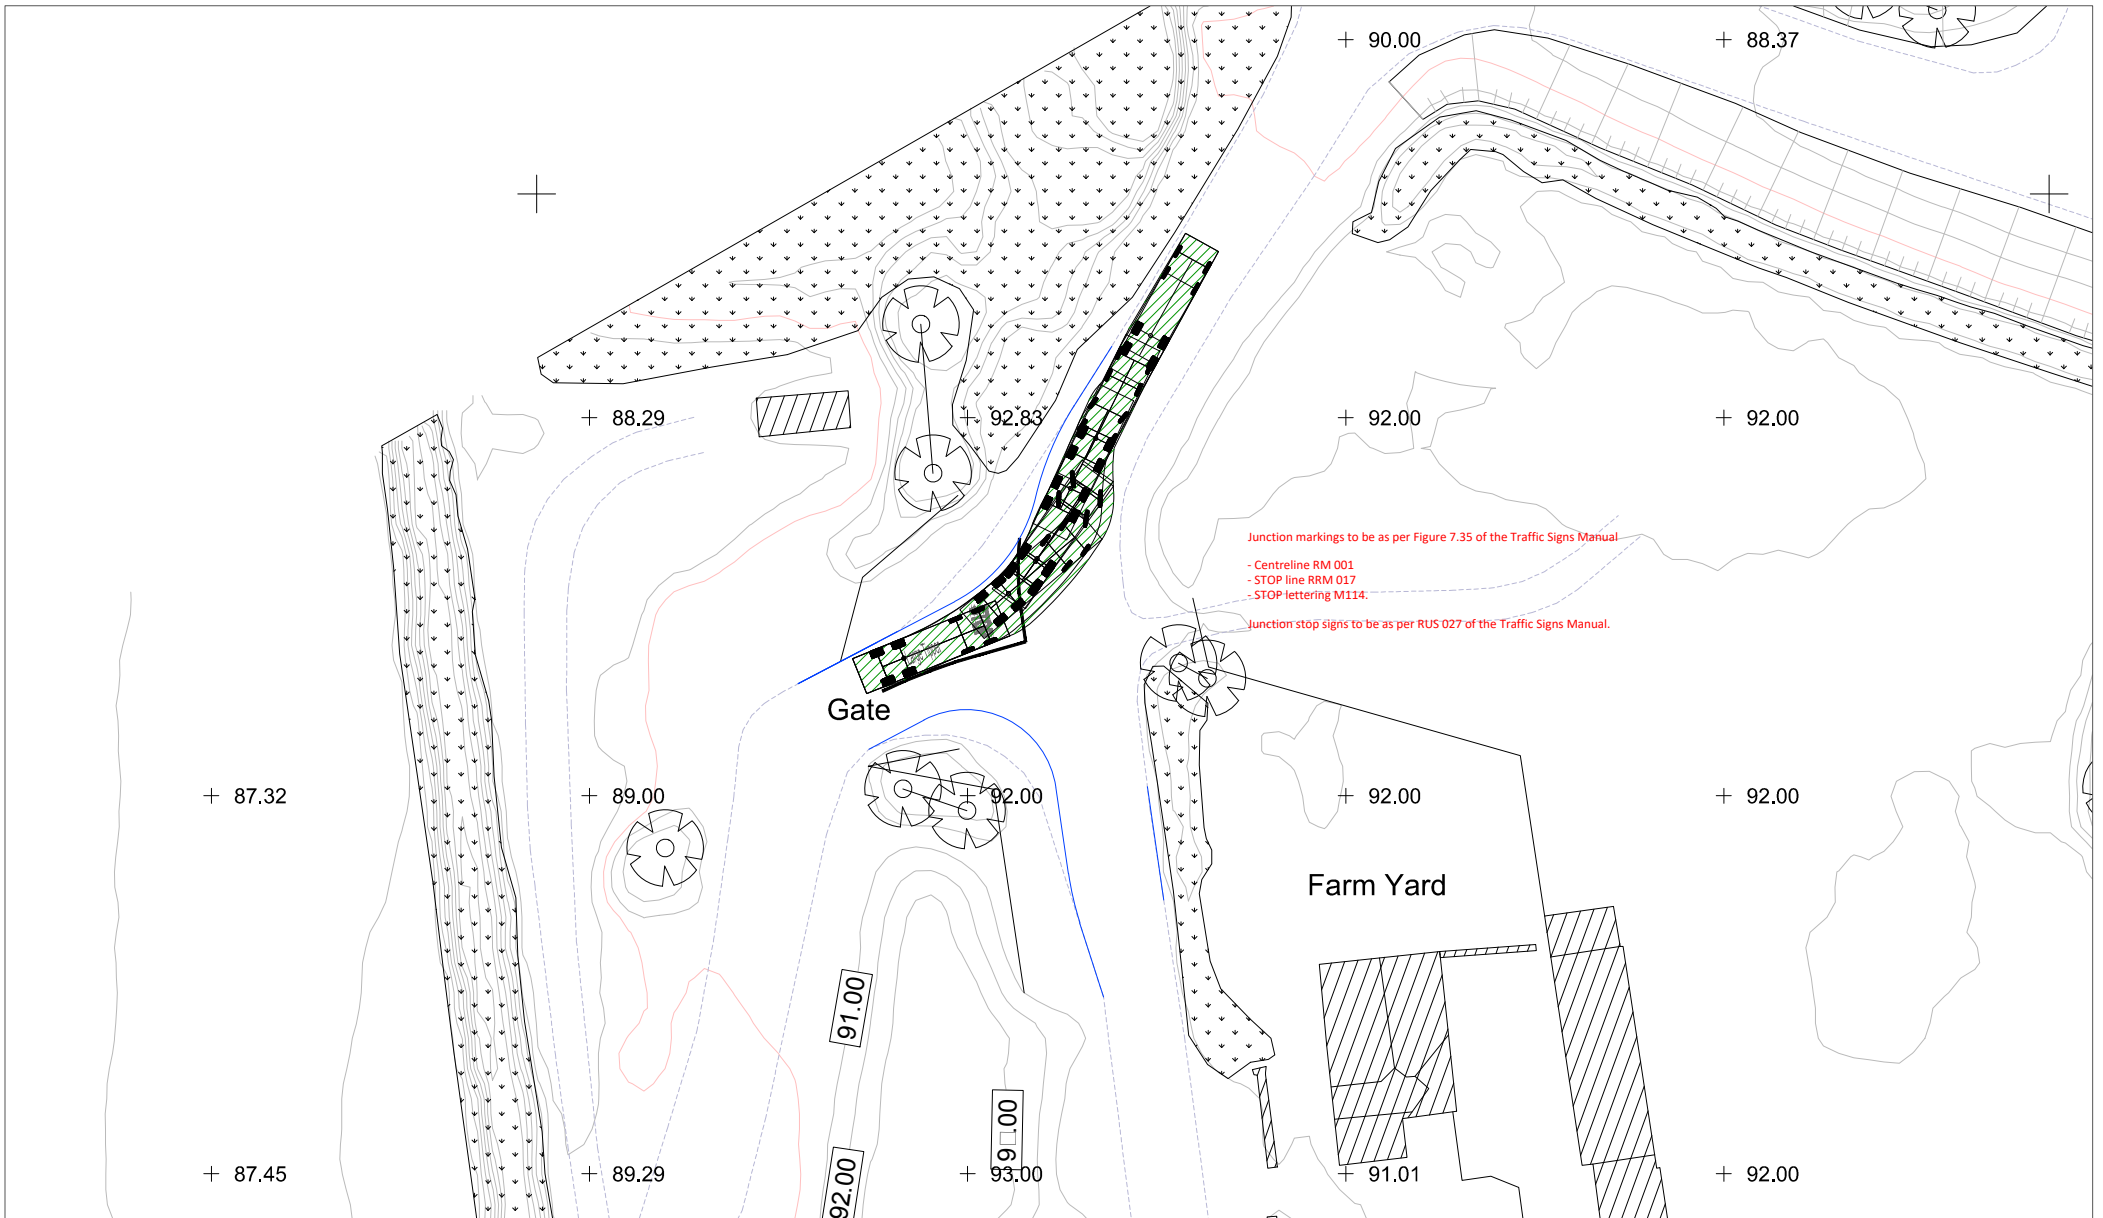 90.00
88.37
88.29
92.83
92.00
92.00
Junction markings to be as per Figure 7.35 of the Traffic Signs Manual
- Centreline RM 001
- STOP line RRM 017
- STOP lettering M114.
Junction stop signs to be as per RUS 027 of the Traffic Signs Manual.
Gate
87.32
89.00
92.00
92.00
92.00
Farm Yard
91.00
9□.00
92.00
87.45
89.29
93.00
91.01
92.00